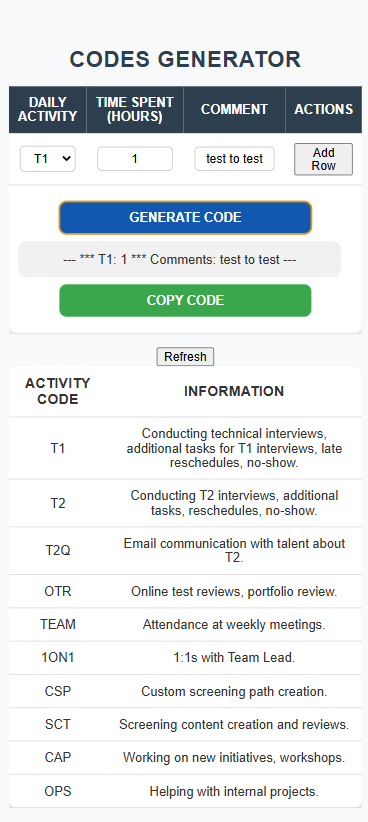 CODES GENERATOR
DAILY ACTIVITY TIME SPENT (HOURS) COMMENT ACTIONS
T1 1 test to test Add Row
GENERATE CODE
--- *** T1: 1 *** Comments: test to test ---
COPY CODE
Refresh
ACTIVITY CODE INFORMATION
T1 Conducting technical interviews,
additional tasks for T1 interviews, late
reschedules, no-show.
T2 Conducting T2 interviews, additional
tasks, reschedules, no-show.
T2Q Email communication with talent about
T2.
OTR Online test reviews, portfolio review.
TEAM Attendance at weekly meetings.
1ON1 1:1s with Team Lead.
CSP Custom screening path creation.
SCT Screening content creation and reviews.
CAP Working on new initiatives, workshops.
OPS Helping with internal projects.